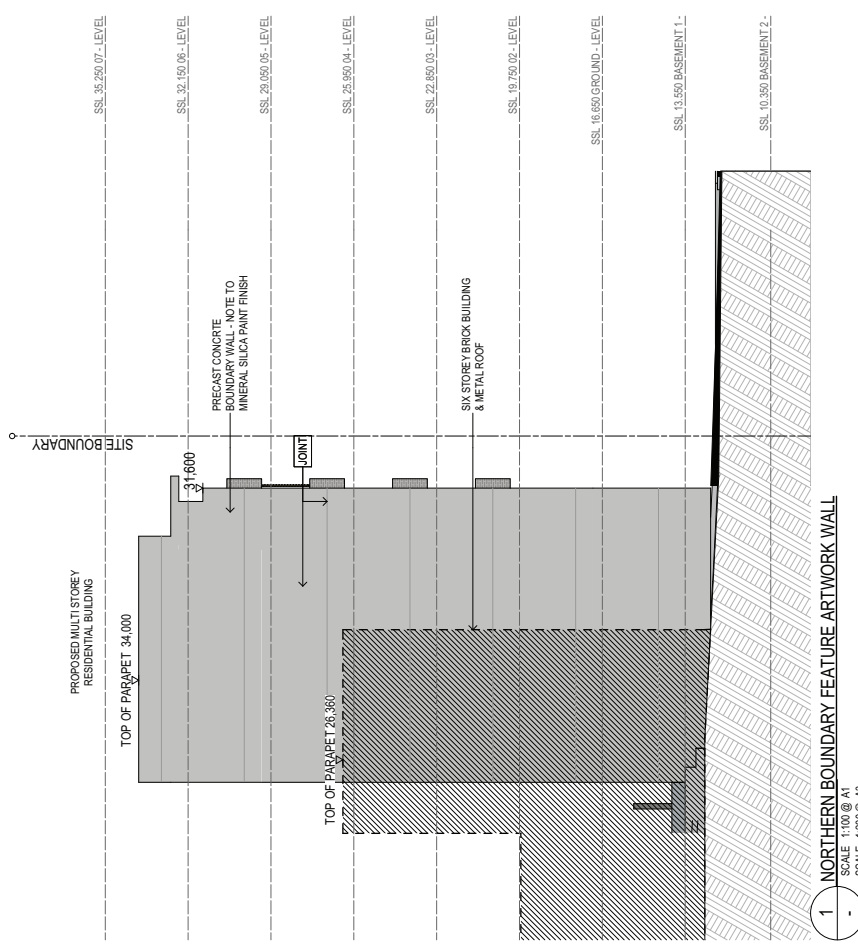 SSL 35.250 07 - LEVEL
SSL 32.150 06 - LEVEL
SSL 29.050 05 - LEVEL
SSL 25.950 04 - LEVEL
SSL 22.850 03 - LEVEL
SSL 19.750 02 - LEVEL
SSL 16.650 GROUND - LEVEL
SSL 13.550 BASEMENT 1 -
SSL 10.350 BASEMENT 2 -
PRECAST CONCRTE
BOUNDARY WALL - NOTE TO
MINERAL SILICA PAINT FINISH
SIX STOREY BRICK BUILDING
& METAL ROOF
SITE BOUNDARY
31,600
JOINT
PROPOSED MULTI STOREY
RESIDENTIAL BUILDING
TOP OF PARAPET 34,000
TOP OF PARAPET 26,360
1
-
NORTHERN BOUNDARY FEATURE ARTWORK WALL
SCALE 1:100 @ A1